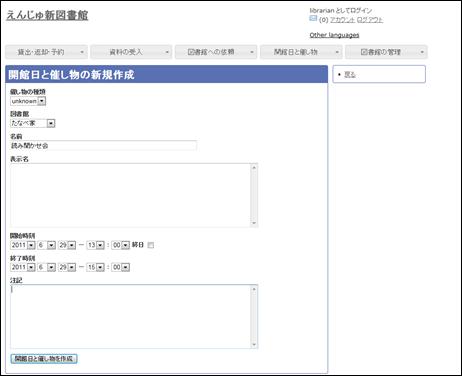 えんじゅ新図書館
librarian としてログイン
(0) アカウント ログアウト
Other languages
貸出・返却・予約 資料の受入 図書館への依頼 開館日と催し物 図書館の管理
開館日と催し物の新規作成
戻る
催し物の種類
unknown
図書館
たなべ家
名前
読み聞かせ会
表示名
開始時刻
2011 6 29 ー 13 : 00 終日
終了時刻
2011 6 29 ー 15 : 00
注記
開館日と催し物を作成